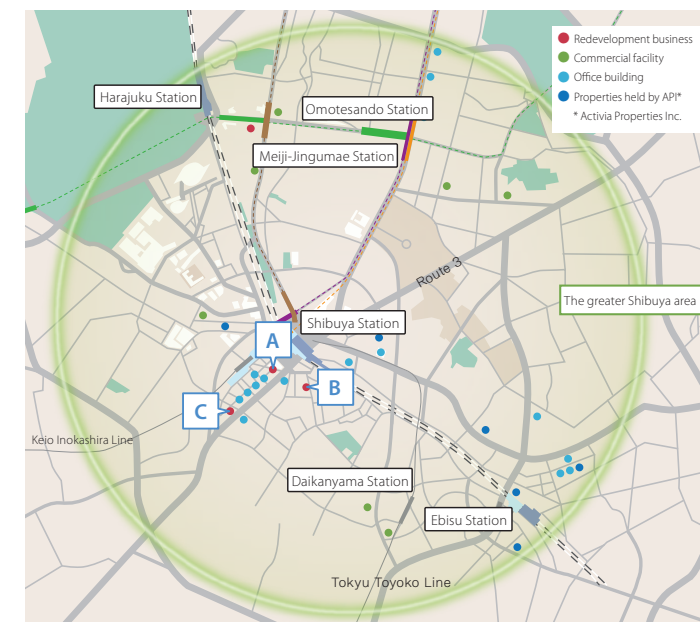 Redevelopment business
Commercial facility
Office building
Properties held by API*
* Activia Properties Inc.
Harajuku Station
Omotesando Station
Meiji-Jingumae Station
Route 3
The greater Shibuya area
Shibuya Station
A
B
C
Keio Inokashira Line
Daikanyama Station
Ebisu Station
Tokyu Toyoko Line